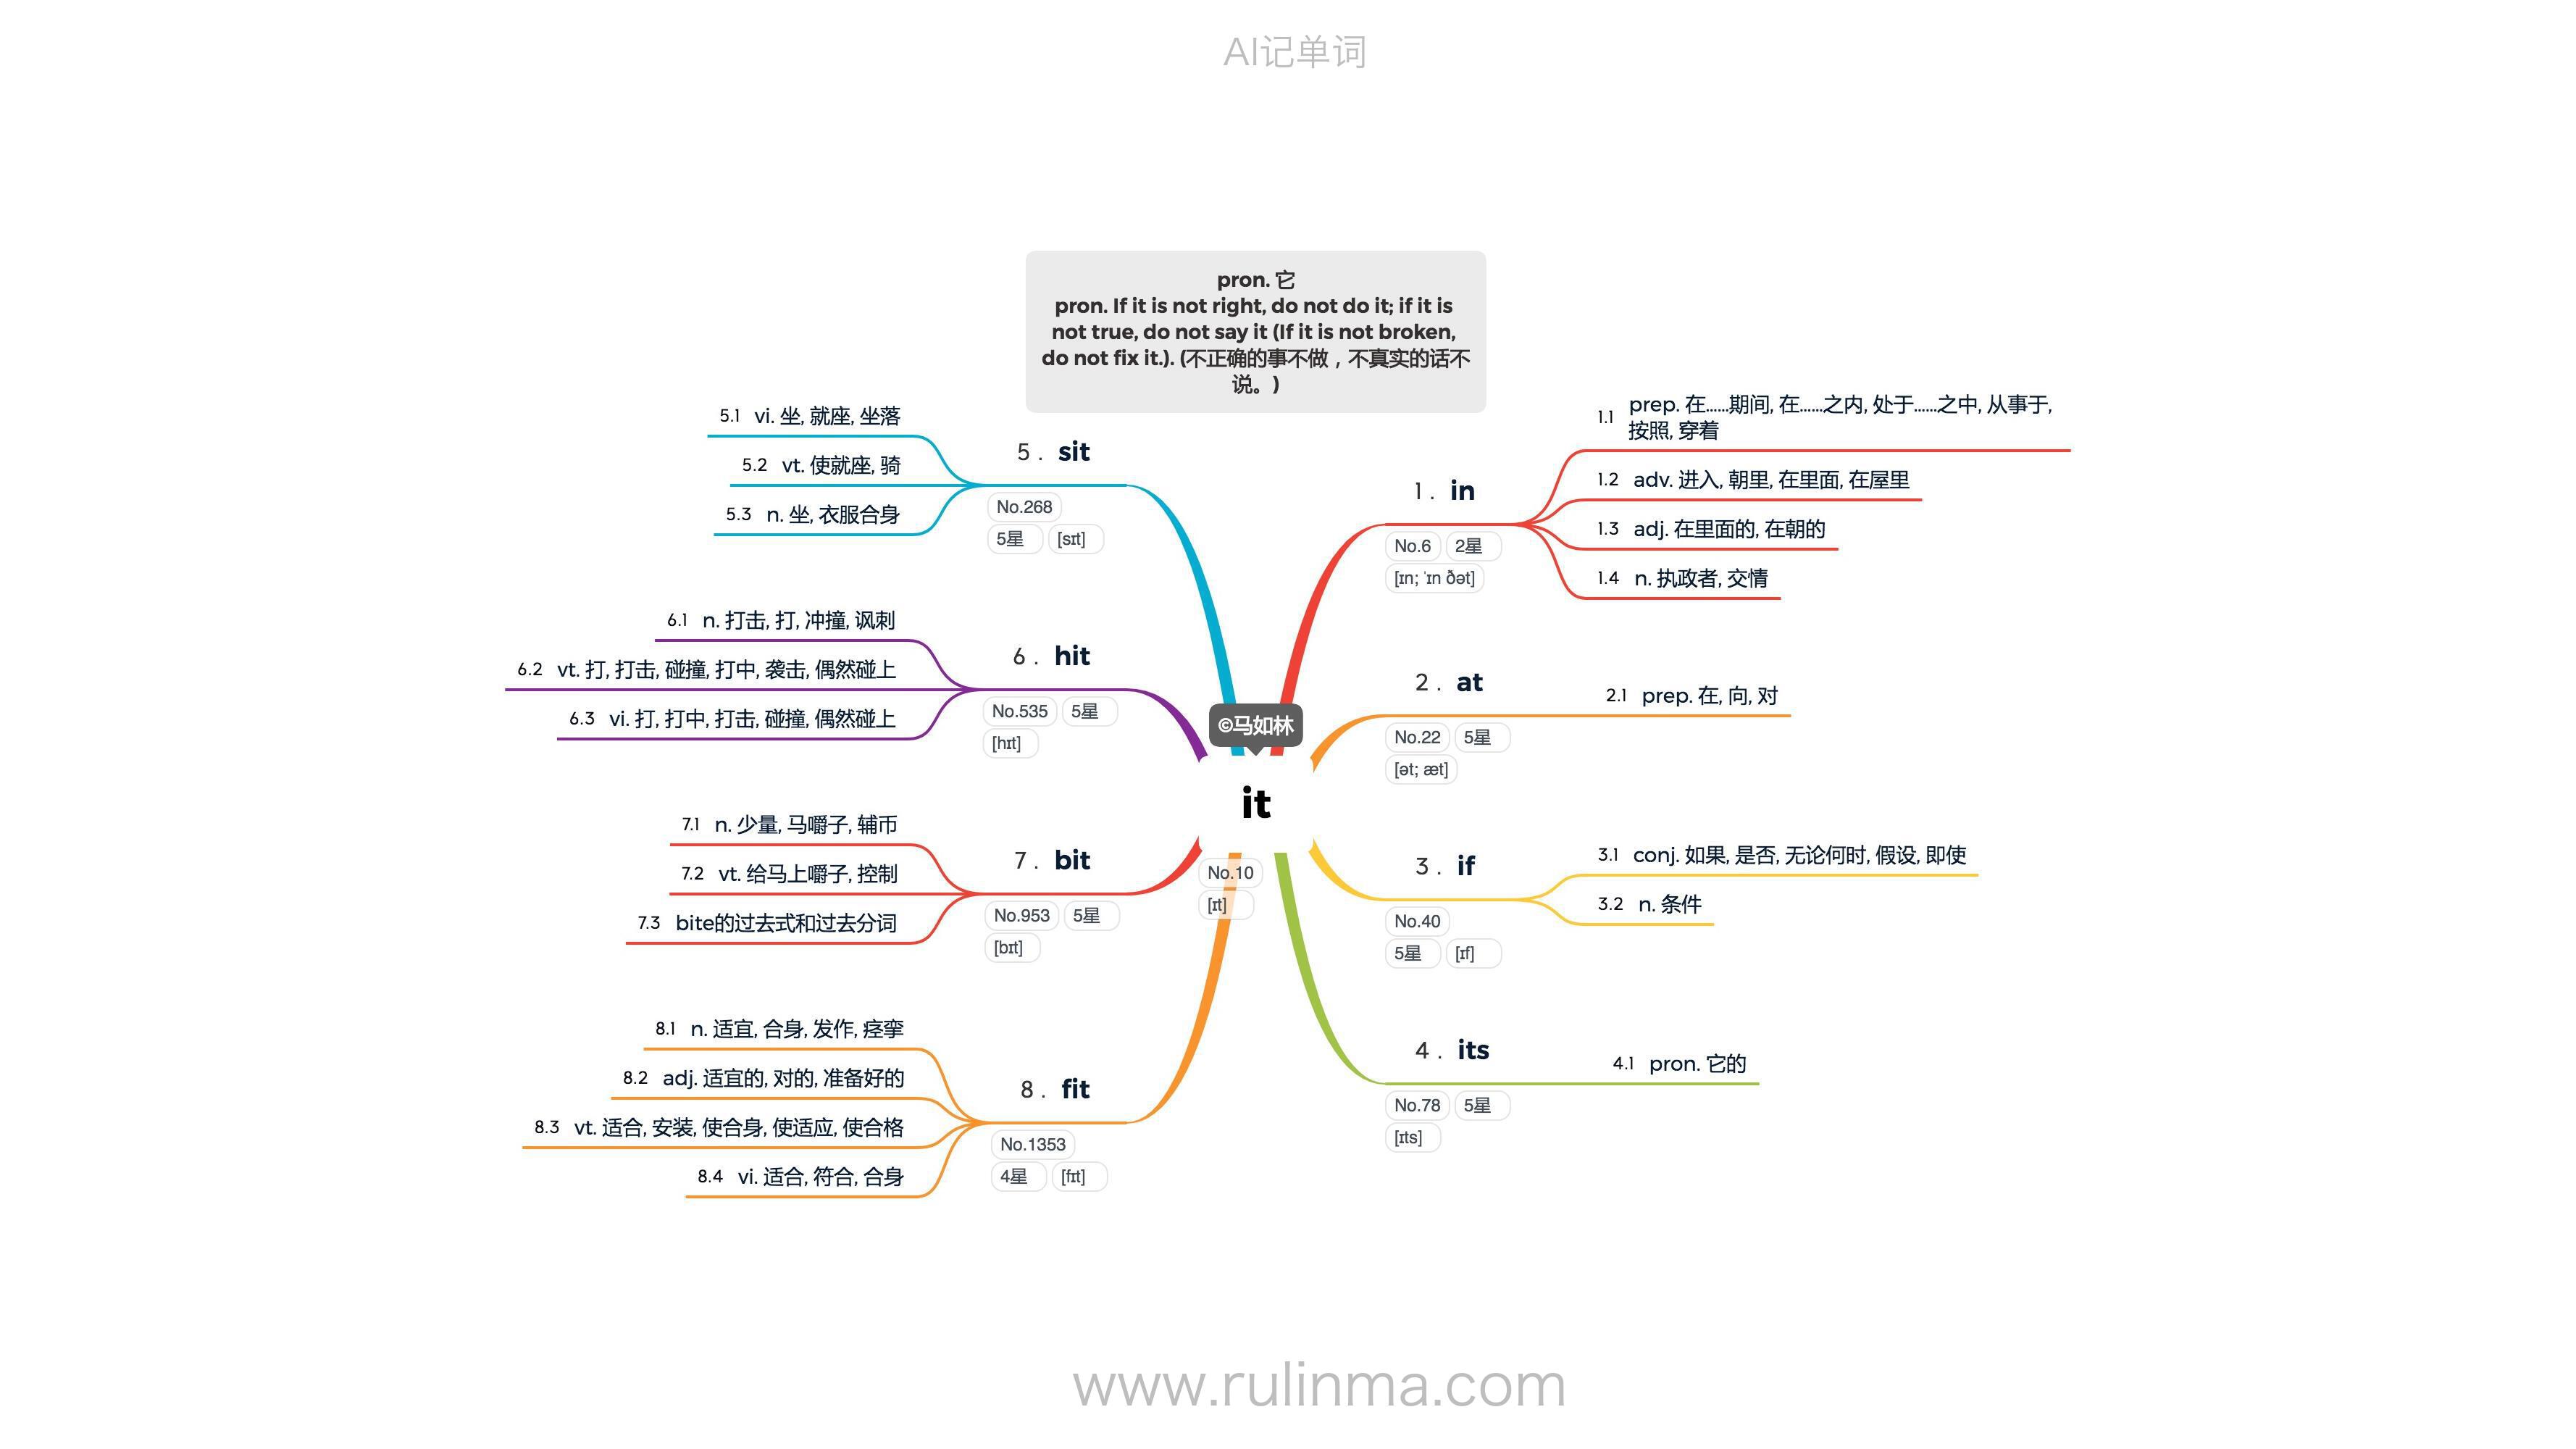 AI记单词
pron. 它
pron. If it is not right, do not do it; if it is
not true, do not say it (If it is not broken,
do not fix it.). (不正确的事不做，不真实的话不
说。)
©马如林
it
No.10
[ɪt]
1. in
No.6 2星
[ɪn; ˈɪn ðət]
1.1 prep. 在……期间, 在……之内, 处于……之中, 从事于,
按照, 穿着
1.2 adv. 进入, 朝里, 在里面, 在屋里
1.3 adj. 在里面的, 在朝的
1.4 n. 执政者, 交情
2. at
No.22 5星
[ət; æt]
2.1 prep. 在, 向, 对
3. if
No.40
5星 [ɪf]
3.1 conj. 如果, 是否, 无论何时, 假设, 即使
3.2 n. 条件
4. its
No.78 5星
[ɪts]
4.1 pron. 它的
5. sit
No.268
5星 [sɪt]
5.1 vi. 坐, 就座, 坐落
5.2 vt. 使就座, 骑
5.3 n. 坐, 衣服合身
6. hit
No.535 5星
[hɪt]
6.1 n. 打击, 打, 冲撞, 讽刺
6.2 vt. 打, 打击, 碰撞, 打中, 袭击, 偶然碰上
6.3 vi. 打, 打中, 打击, 碰撞, 偶然碰上
7. bit
No.953 5星
[bɪt]
7.1 n. 少量, 马嚼子, 辅币
7.2 vt. 给马上嚼子, 控制
7.3 bite的过去式和过去分词
8. fit
No.1353
4星 [fɪt]
8.1 n. 适宜, 合身, 发作, 痉挛
8.2 adj. 适宜的, 对的, 准备好的
8.3 vt. 适合, 安装, 使合身, 使适应, 使合格
8.4 vi. 适合, 符合, 合身
www.rulinma.com